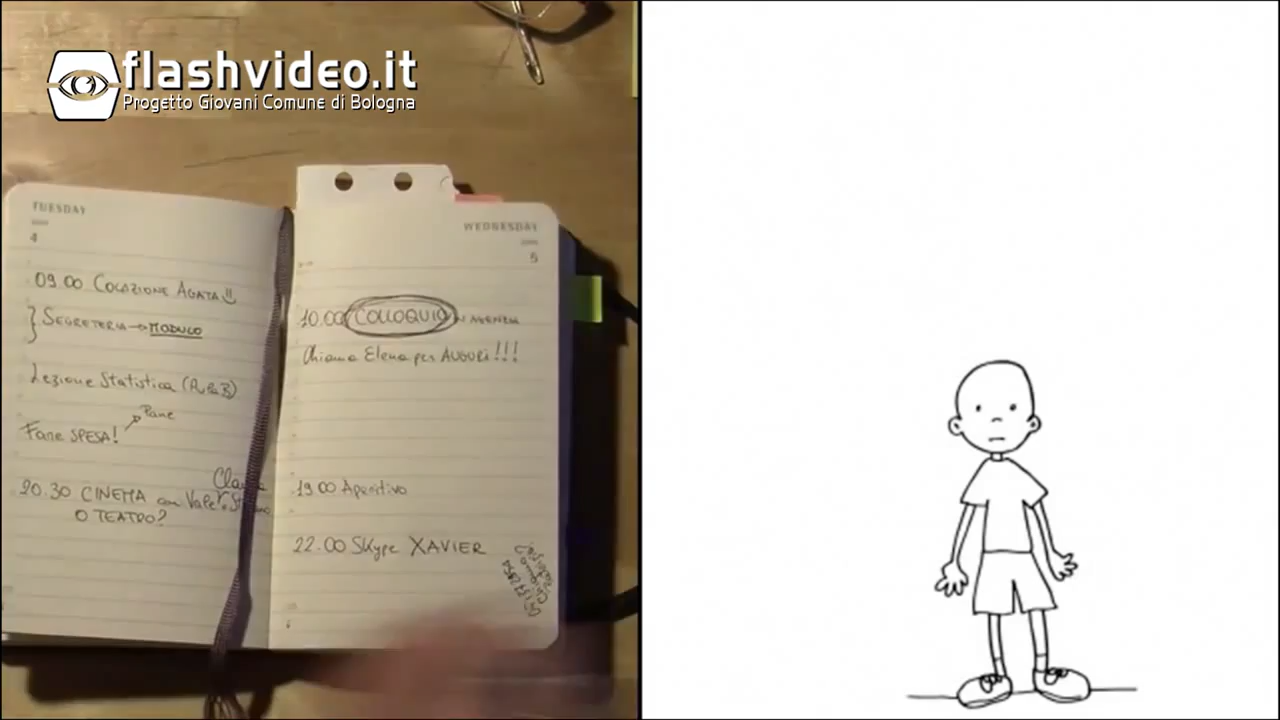 flashvideo.it
Progetto Giovani Comune di Bologna
TUESDAY
4
09.00 COLAZIONE AGATA!!
SEGRETERIA → MODULO
Lezione Statistica
Pane
Fare SPESA!
20.30 CINEMA con Vale
O TEATRO?
WEDNESDAY
5
10.00 COLLOQUIO IN AGENZIA
Chiama Elena per AUGURI!!!
19.00 Aperitivo
22.00 Skype XAVIER